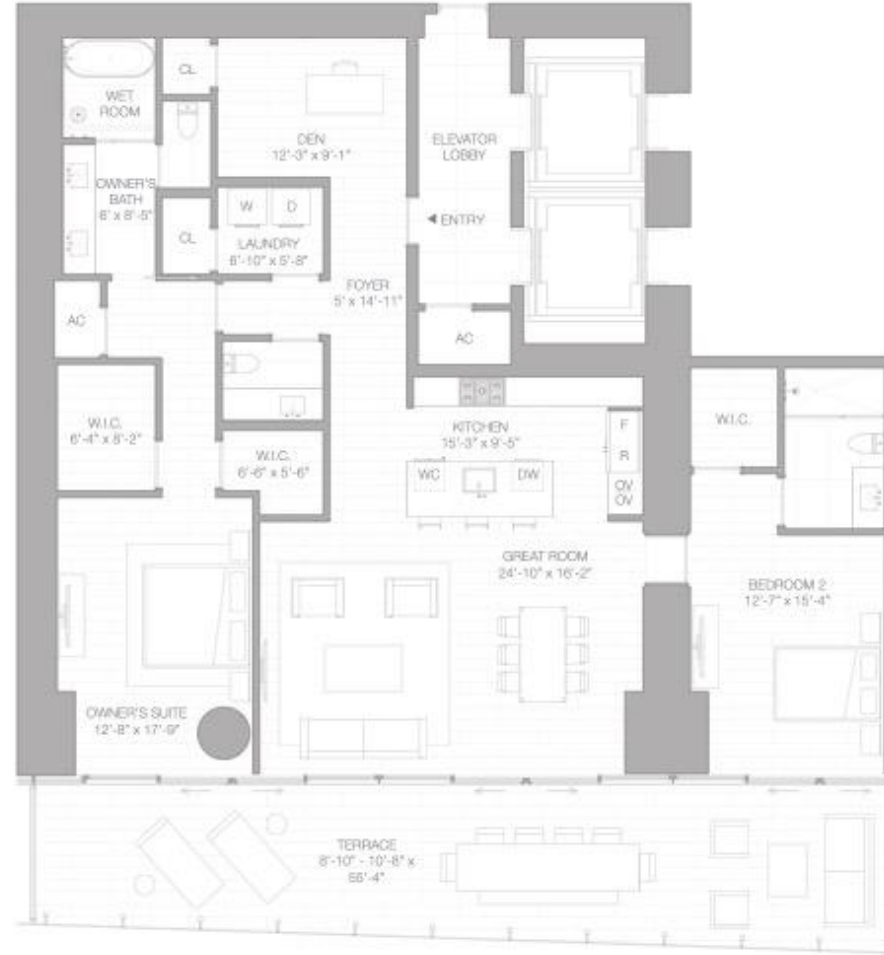 CL
WET
ROOM
DEN
12'-3" x 9'-1"
ELEVATOR
LOBBY
OWNER'S
BATH
6' x 8'-5"
W
D
ENTRY
CL
LAUNDRY
6'-10" x 5'-8"
FOYER
5' x 14'-11"
AC
AC
W.I.C.
6'-4" x 8'-2"
KITCHEN
15'-3" x 9'-5"
F
R
W.I.C.
W.I.C.
6'-6" x 5'-6"
WC
DW
OV
OV
GREAT ROOM
24'-10" x 16'-2"
BEDROOM 2
12'-7" x 15'-4"
OWNER'S SUITE
12'-8" x 17'-9"
TERRACE
8'-10" - 10'-8" x
66'-4"